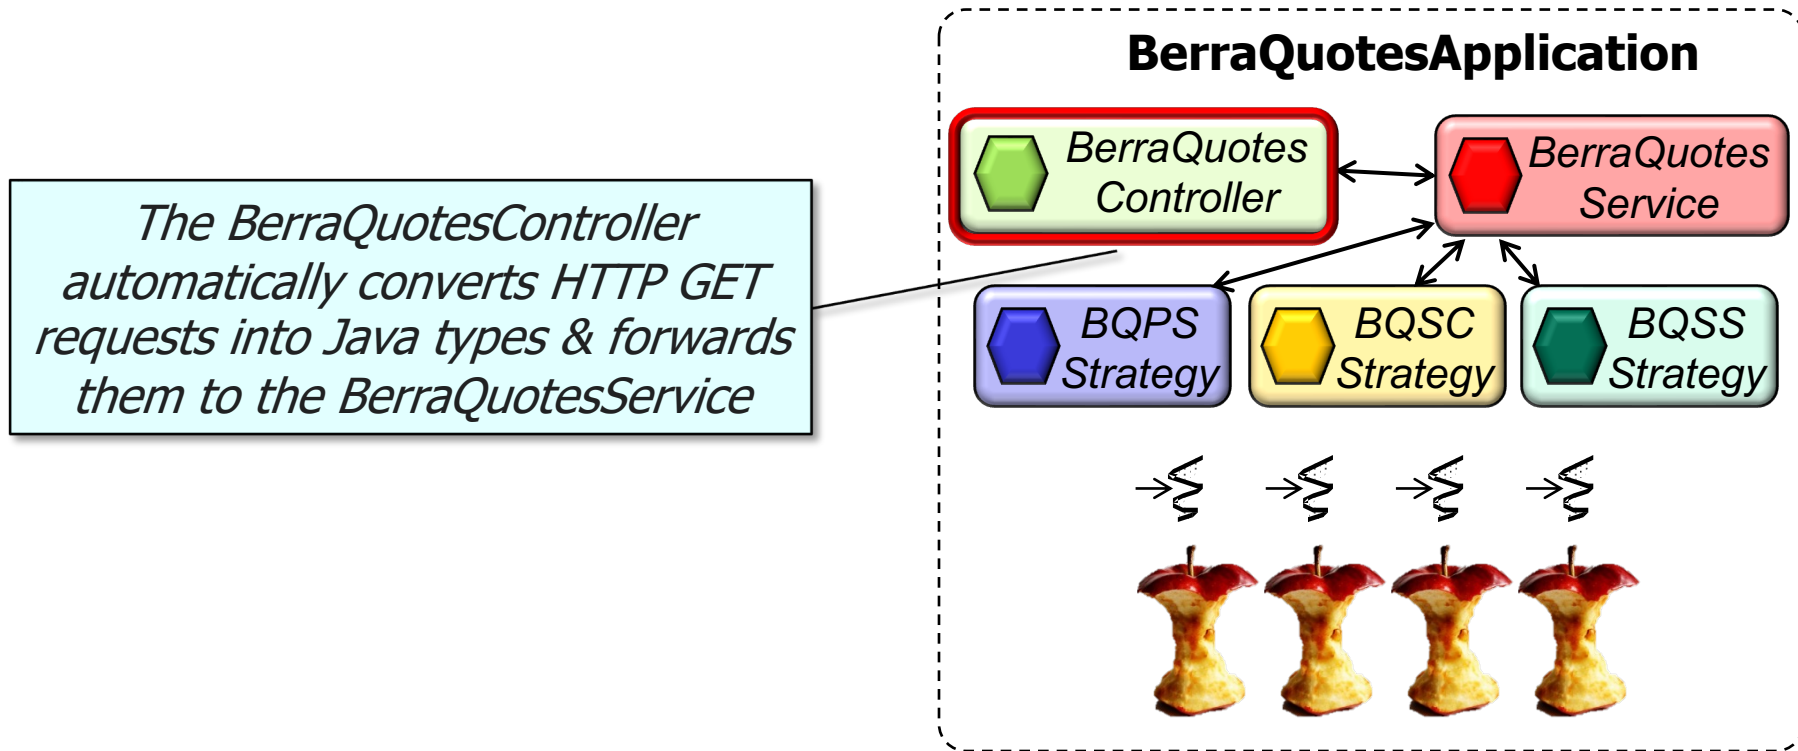 BerraQuotesApplication
BerraQuotes
Controller
BerraQuotes
Service
The BerraQuotesController
automatically converts HTTP GET
requests into Java types & forwards
them to the BerraQuotesService
BQPS
Strategy
BQSC
Strategy
BQSS
Strategy